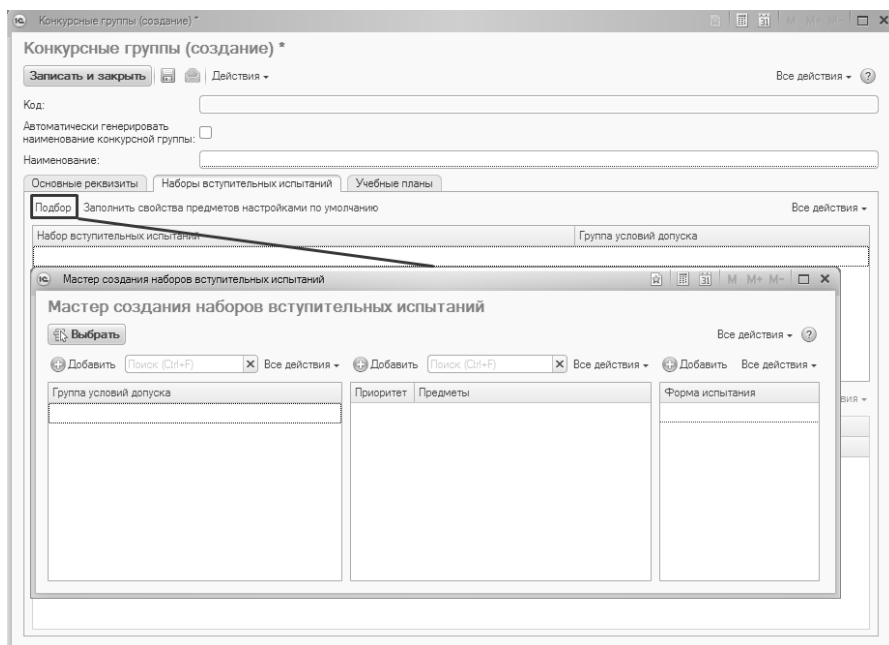 Конкурсные группы (создание) *
M M+ M-
Конкурсные группы (создание) *
Записать и закрыть Действия Все действия ?
Код:
Автоматически генерировать
наименование конкурсной группы:
Наименование:
Основные реквизиты Наборы вступительных испытаний Учебные планы
Подбор Заполнить свойства предметов настройками по умолчанию Все действия
Набор вступительных испытаний Группа условий допуска
Мастер создания наборов вступительных испытаний 31 M M+ M-
Мастер создания наборов вступительных испытаний
Выбрать Все действия ?
Добавить Поиск (Ctrl+F) Все действия Добавить Поиск (Ctrl+F) Все действия Добавить Все действия
Группа условий допуска Приоритет Предметы Форма испытания
вия